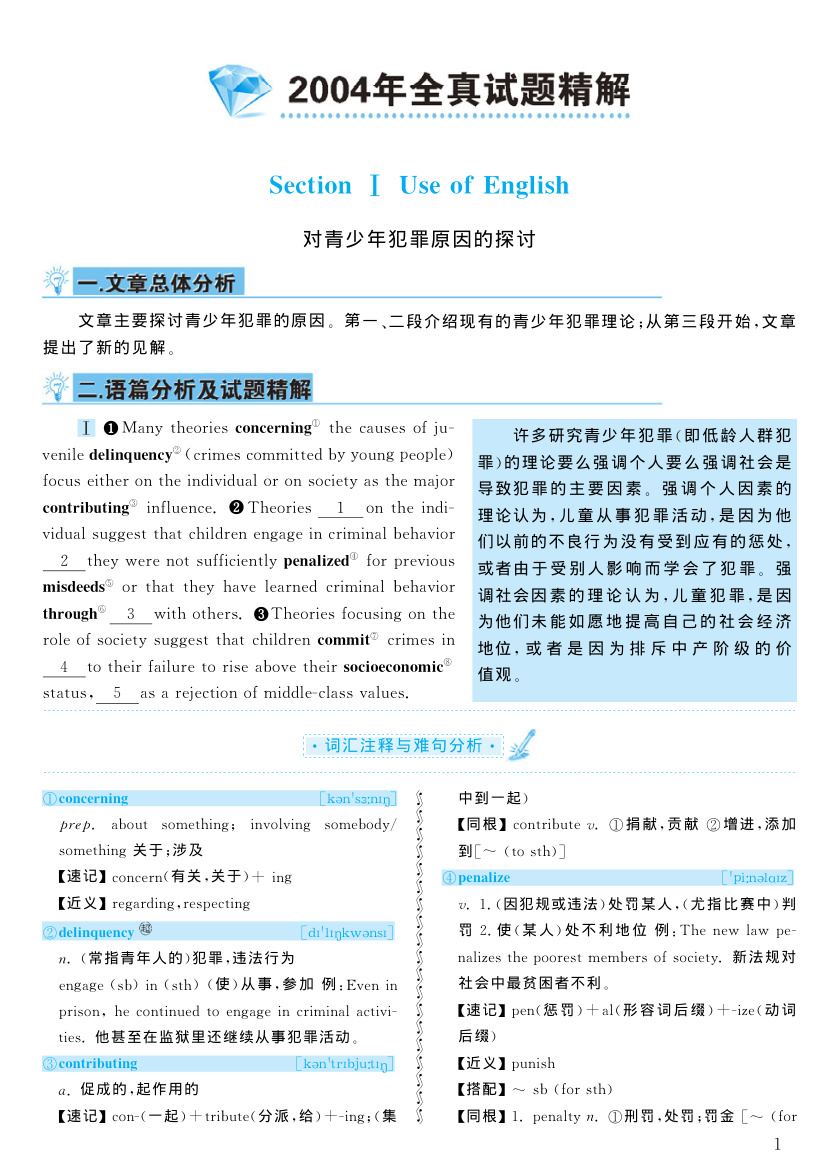 2004年全真试题精解
Section Ⅰ Use of English
对青少年犯罪原因的探讨
一.文章总体分析
文章主要探讨青少年犯罪的原因。第一、二段介绍现有的青少年犯罪理论;从第三段开始,文章
提出了新的见解。
二.语篇分析及试题精解
Ⅰ ❶Many theories concerning① the causes of ju-
venile delinquency②(crimes committed by young people)
focus either on the individual or on society as the major
contributing③ influence. ❷Theories 1 on the indi-
vidual suggest that children engage in criminal behavior
2 they were not sufficiently penalized④ for previous
misdeeds⑤ or that they have learned criminal behavior
through⑥ 3 with others. ❸Theories focusing on the
role of society suggest that children commit⑦ crimes in
4 to their failure to rise above their socioeconomic⑧
status, 5 as a rejection of middle-class values.
许多研究青少年犯罪(即低龄人群犯
罪)的理论要么强调个人要么强调社会是
导致犯罪的主要因素。强调个人因素的
理论认为,儿童从事犯罪活动,是因为他
们以前的不良行为没有受到应有的惩处,
或者由于受别人影响而学会了犯罪。强
调社会因素的理论认为,儿童犯罪,是因
为他们未能如愿地提高自己的社会经济
地位,或者是因为排斥中产阶级的价
值观。
·词汇注释与难句分析·
①concerning [kənˈsɜːnɪŋ]
prep. about something; involving somebody/
something 关于;涉及
【速记】concern(有关,关于)+ ing
【近义】regarding,respecting
②delinquency 超 [dɪˈlɪŋkwənsɪ]
n. (常指青年人的)犯罪,违法行为
engage (sb) in (sth) (使)从事,参加 例:Even in
prison, he continued to engage in criminal activi-
ties. 他甚至在监狱里还继续从事犯罪活动。
③contributing [kənˈtrɪbjuːtɪŋ]
a. 促成的,起作用的
【速记】con-(一起)+tribute(分派,给)+-ing;(集
中到一起)
【同根】contribute v. ①捐献,贡献 ②增进,添加
到[~ (to sth)]
④penalize [ˈpiːnəlaɪz]
v. 1.(因犯规或违法)处罚某人,(尤指比赛中)判
罚 2. 使(某人)处不利地位 例:The new law pe-
nalizes the poorest members of society. 新法规对
社会中最贫困者不利。
【速记】pen(惩罚)+al(形容词后缀)+-ize(动词
后缀)
【近义】punish
【搭配】~ sb (for sth)
【同根】1. penalty n. ①刑罚,处罚;罚金 [~ (for
1